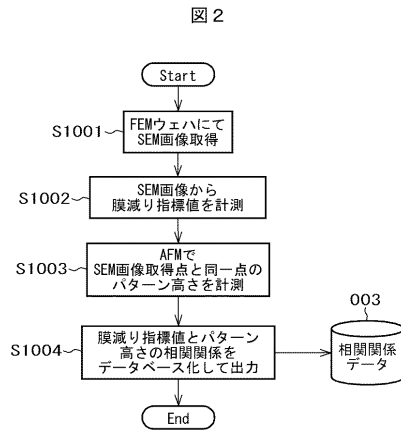 図2
Start
S1001
FEMウェハにて
SEM画像取得
S1002
SEM画像から
膜減り指標値を計測
S1003
AFMで
SEM画像取得点と同一点の
パターン高さを計測
S1004
膜減り指標値とパターン
高さの相関関係を
データベース化して出力
003
相関関係
データ
End